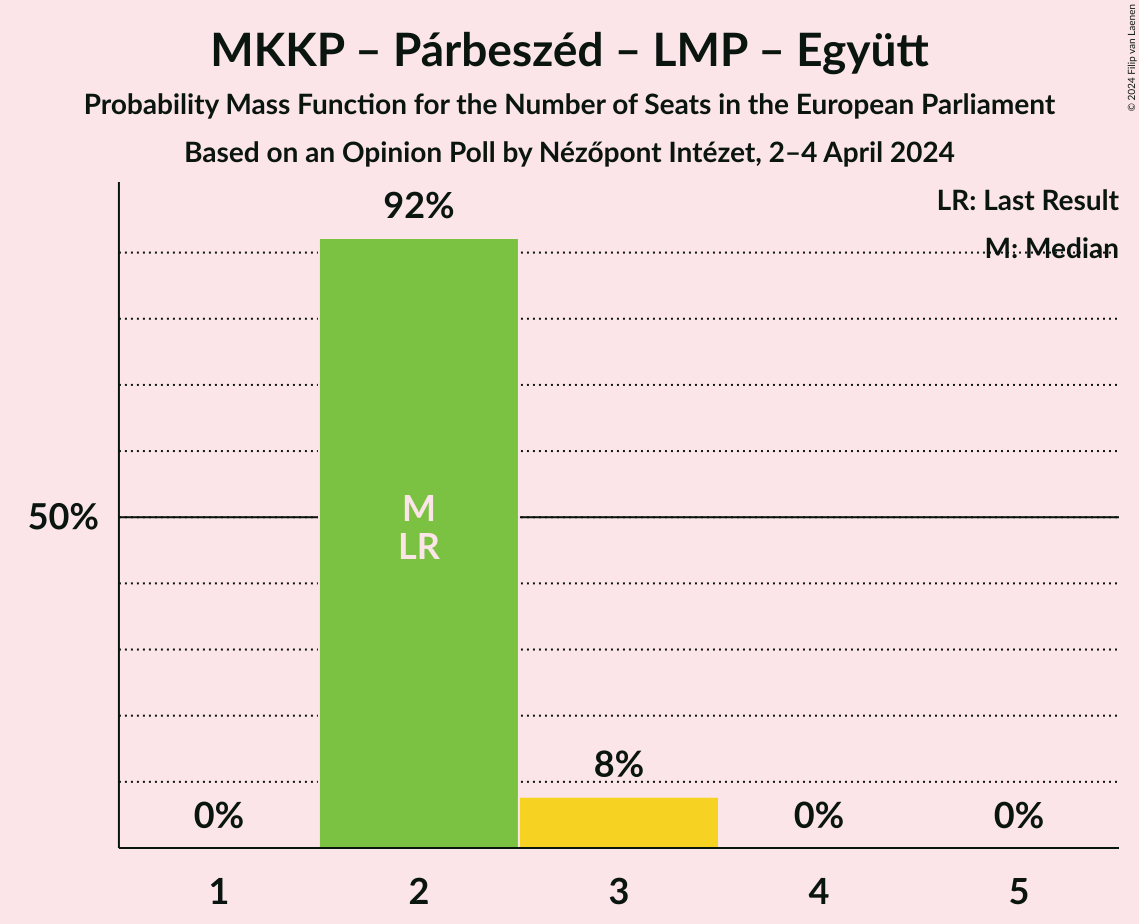 MKKP – Párbeszéd – LMP – Együtt
Probability Mass Function for the Number of Seats in the European Parliament
Based on an Opinion Poll by Nézőpont Intézet, 2–4 April 2024
© 2024 Filip van Laenen
LR: Last Result
M: Median
92%
50%
M
LR
8%
0%
0%
0%
1
2
3
4
5